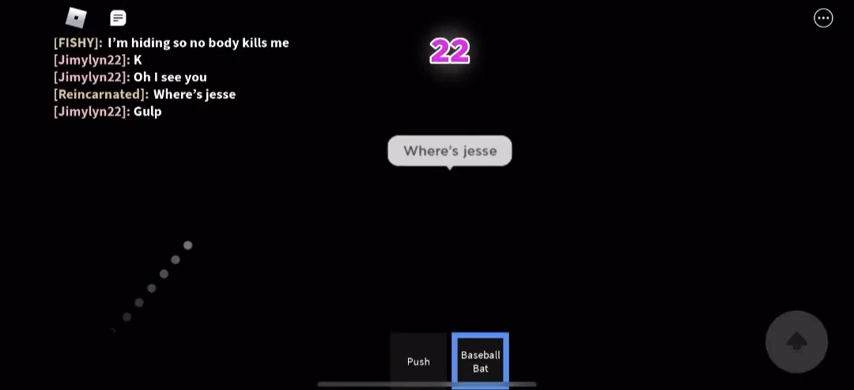 [FISHY]: I'm hiding so no body kills me
[Jimylyn22]: K
[Jimylyn22]: Oh I see you
[Reincarnated]: Where's jesse
[Jimylyn22]: Gulp
22
Where's jesse
Push
Baseball
Bat